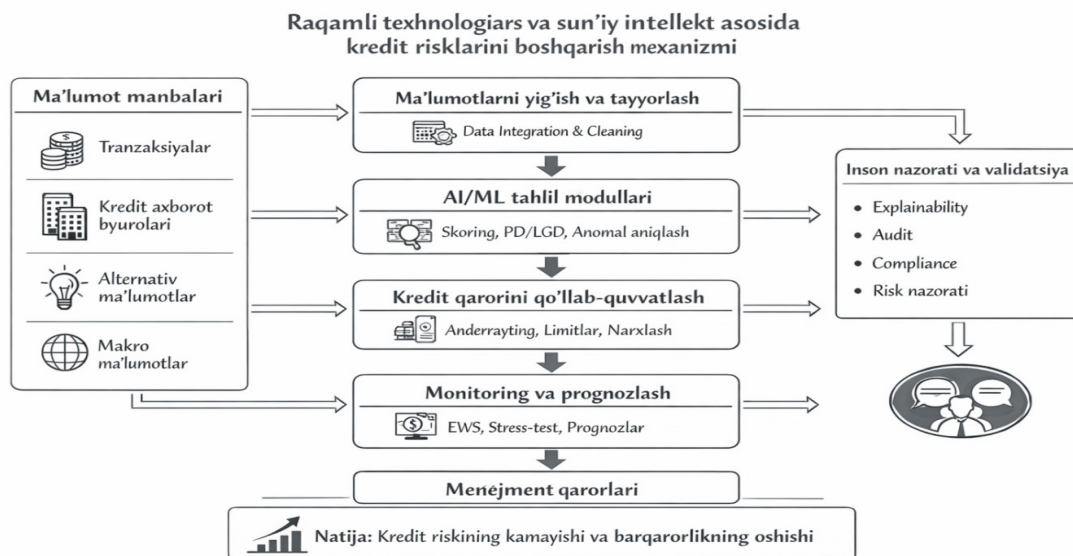 Raqamli texhnologiars va sun'iy intellekt asosida
kredit risklarini boshqarish mexanizmi
Ma'lumot manbalari
Tranzaksiyalar
Kredit axborot
byurolari
Alternativ
ma'lumotlar
Makro
ma'lumotlar
Ma'lumotlarni yig'ish va tayyorlash
Data Integration & Cleaning
AI/ML tahlil modullari
Skoring, PD/LGD, Anomal aniqlash
Kredit qarorini qo'llab-quvvatlash
Anderrayting, Limitlar, Narxlash
Monitoring va prognozlash
EWS, Stress-test, Prognozlar
Menejment qarorlari
Inson nazorati va validatsiya
• Explainability
• Audit
• Compliance
• Risk nazorati
Natija: Kredit riskining kamayishi va barqarorlikning oshishi